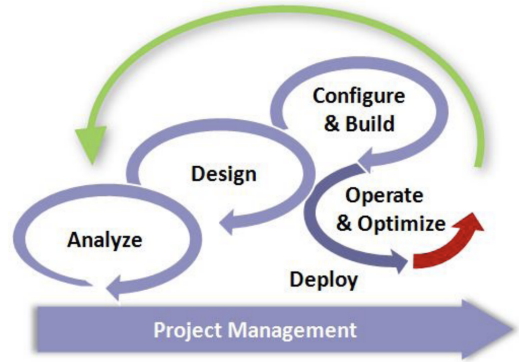 Configure
& Build
Design
Operate
& Optimize
Analyze
Deploy
Project Management